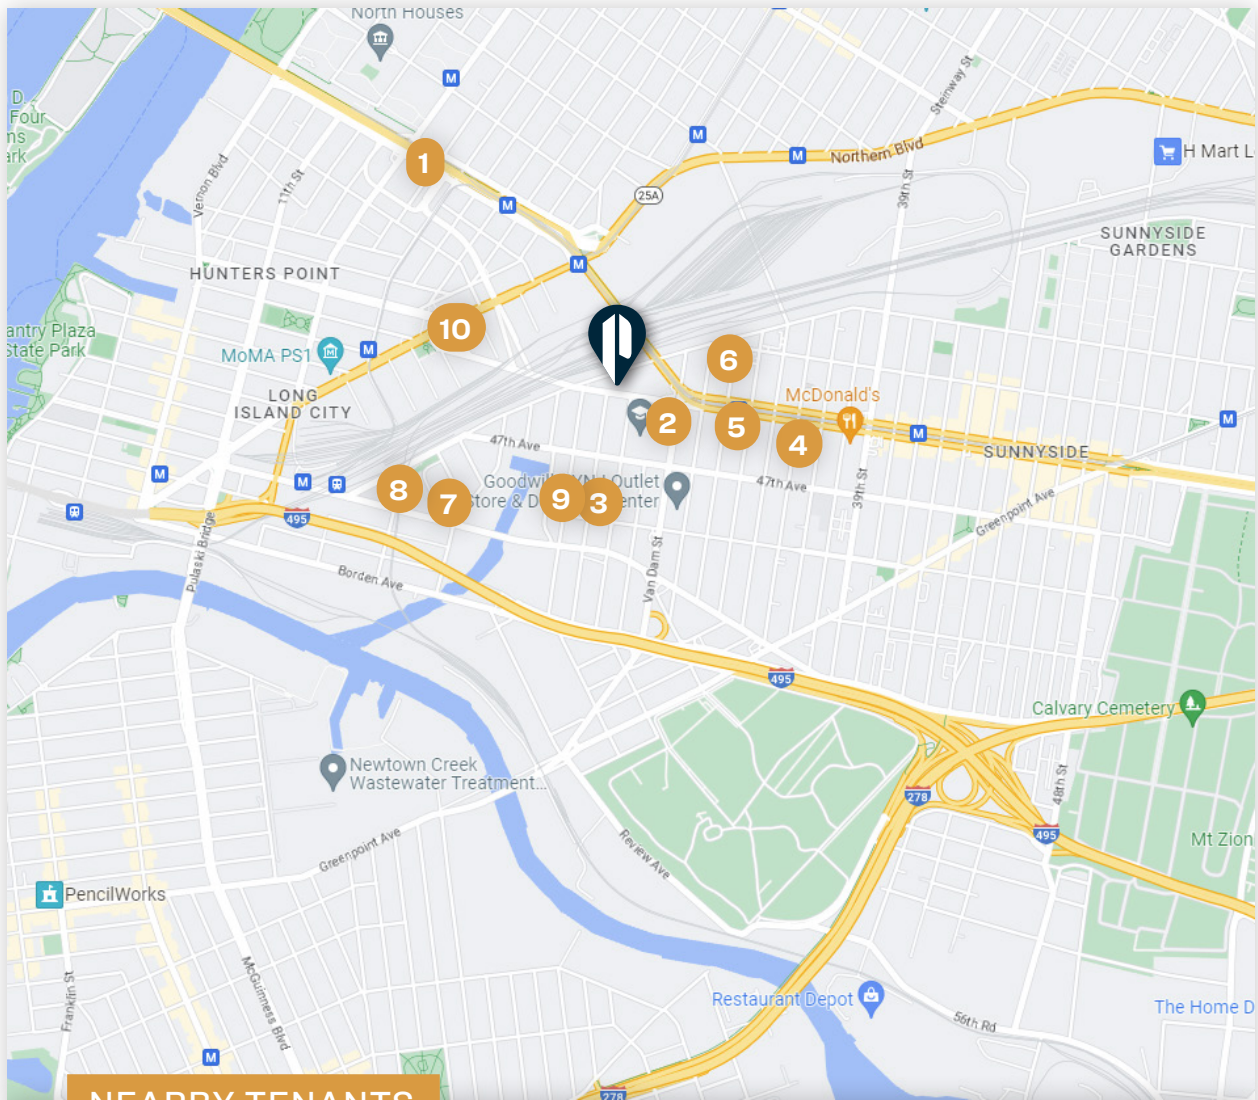 North Houses
M
D.
Four
ms
ark
Steinway St
M
M
Northern Blvd
H Mart L
1
Vernon Blvd
11th St
M
25A
39th St
SUNNYSIDE
GARDENS
HUNTERS POINT
M
antry Plaza
State Park
10
MoMA PS1
M
6
McDonald's
LONG
ISLAND CITY
2
5
4
M
M
SUNNYSIDE
47th Ave
47th Ave
39th St
M
M
8
7
Goodwill
Outlet
Store & D
enter
9
3
Greenpoint Ave
495
Pulaski Bridge
Borden Ave
Van Dam St
495
Calvary Cemetery
Newtown Creek
Wastewater Treatment...
278
48th St
495
Mt Zion
Greenpoint Ave
Review Ave
PencilWorks
Franklin St
McGuinness Blvd
Restaurant Depot
56th Rd
The Home D
M
NEARBY TENANTS
278